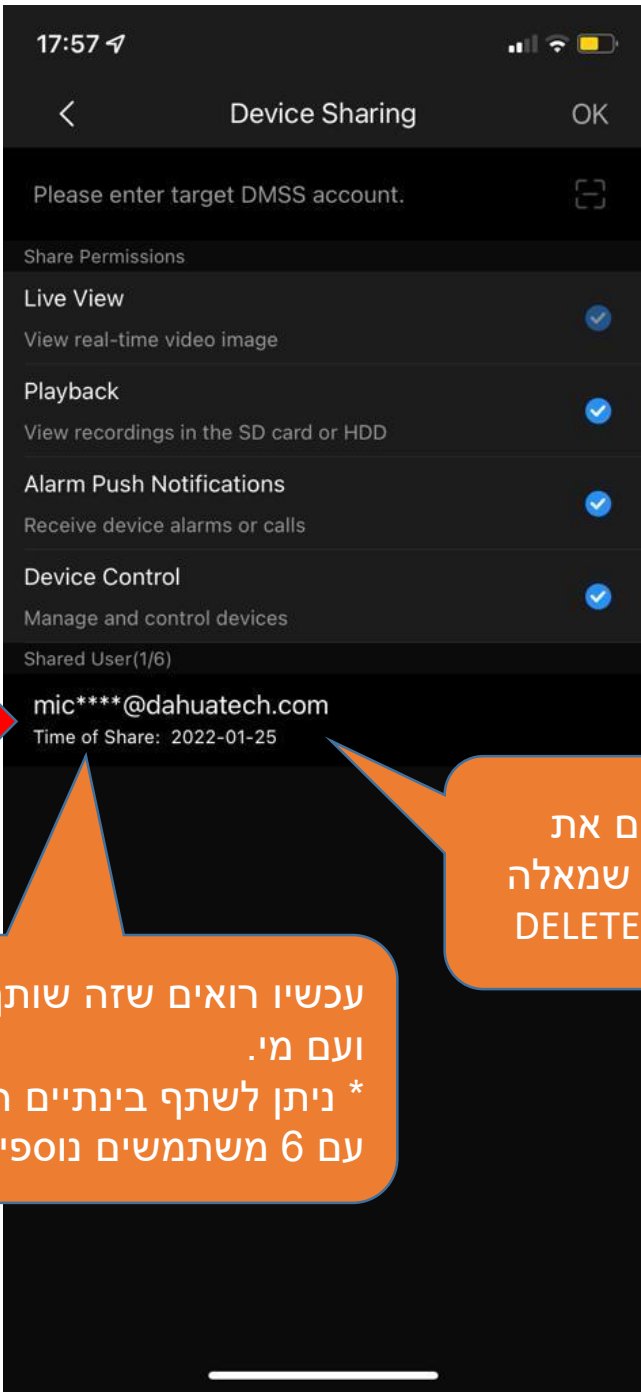 17:57
Device Sharing
OK
Please enter target DMSS account.
Share Permissions
Live View
View real-time video image
Playback
View recordings in the SD card or HDD
Alarm Push Notifications
Receive device alarms or calls
Device Control
Manage and control devices
Shared User(1/6)
mic****@dahuatech.com
Time of Share: 2022-01-25
את
שמאלה
DELETE
עכשיו רואים שזה
ועם מי.
* ניתן לשתף בינתיים
עם 6 משתמשים